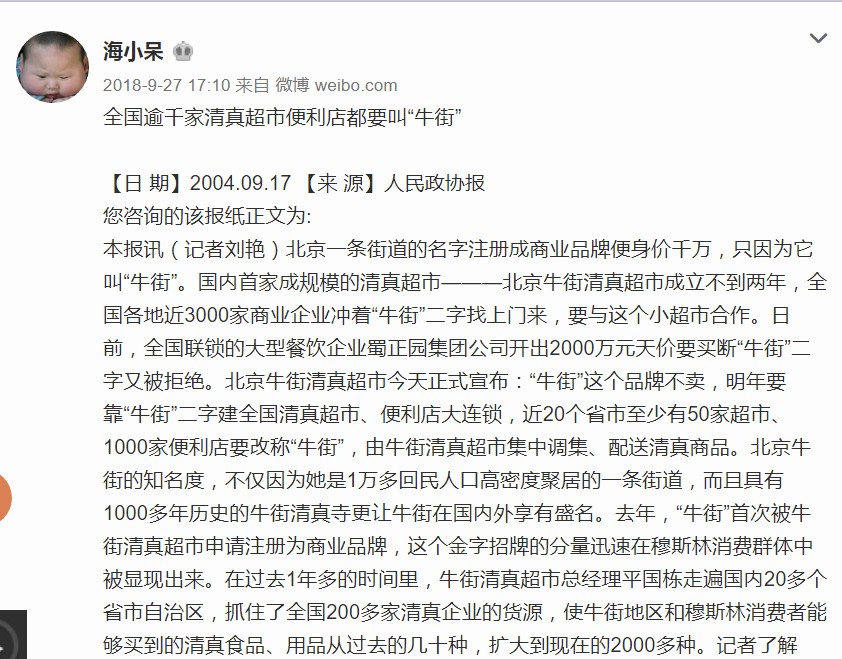 海小呆
2018-9-27 17:10 来自 微博 weibo.com
全国逾千家清真超市便利店都要叫“牛街”
【日 期】2004.09.17 【来 源】人民政协报
您咨询的该报纸正文为:
本报讯（记者刘艳）北京一条街道的名字注册成商业品牌便身价千万，只因为它
叫“牛街”。国内首家成规模的清真超市———北京牛街清真超市成立不到两年，全
国各地近3000家商业企业冲着“牛街”二字找上门来，要与这个小超市合作。日
前，全国联锁的大型餐饮企业蜀正园集团公司开出2000万元天价要买断“牛街”二
字又被拒绝。北京牛街清真超市今天正式宣布：“牛街”这个品牌不卖，明年要
靠“牛街”二字建全国清真超市、便利店大连锁，近20个省市至少有50家超市、
1000家便利店要改称“牛街”，由牛街清真超市集中调集、配送清真商品。北京牛
街的知名度，不仅因为她是1万多回民人口高密度聚居的一条街道，而且具有
1000多年历史的牛街清真寺更让牛街在国内外享有盛名。去年，“牛街”首次被牛
街清真超市申请注册为商业品牌，这个金字招牌的分量迅速在穆斯林消费群体中
被显现出来。在过去1年多的时间里，牛街清真超市总经理平国栋走遍国内20多个
省市自治区，抓住了全国200多家清真企业的货源，使牛街地区和穆斯林消费者能
够买到的清真食品、用品从过去的几十种，扩大到现在的2000多种。记者了解